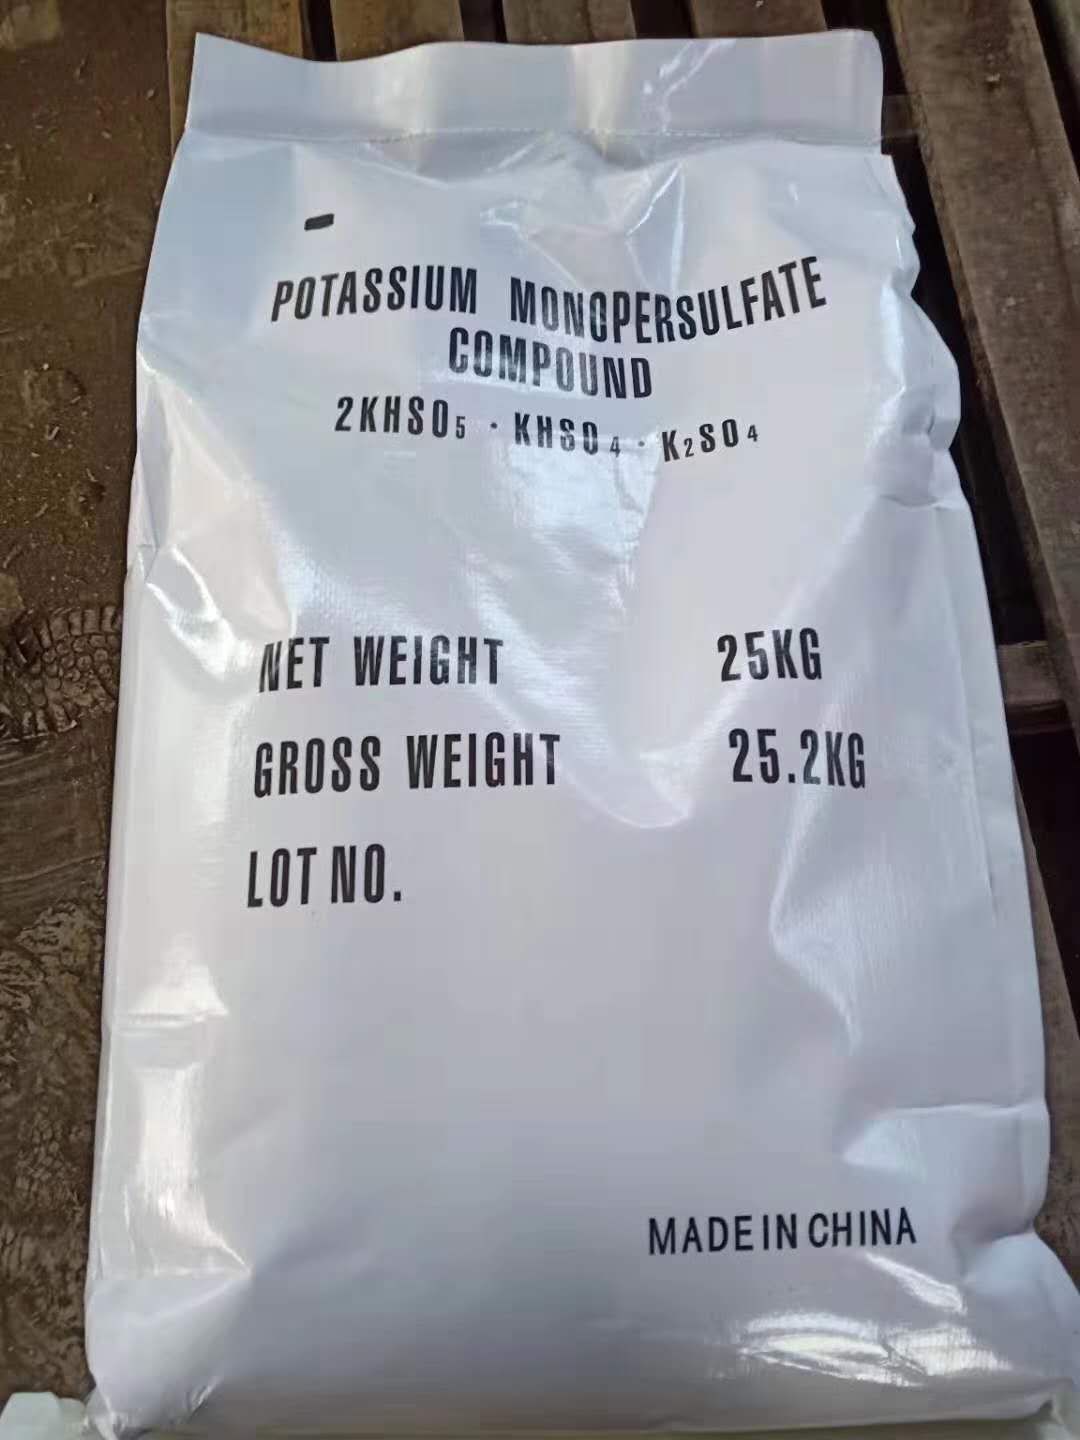 POTASSIUM MONOPERSULFATE
COMPOUND
2KHSO₅ · KHSO₄ · K₂SO₄
NET WEIGHT 25KG
GROSS WEIGHT 25.2KG
LOT NO.
MADE IN CHINA